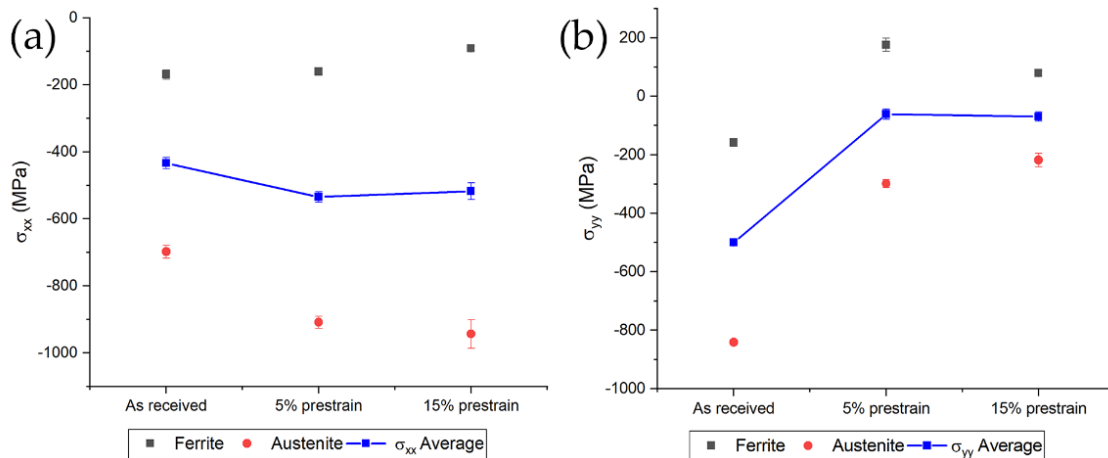 (a)
0
-200
-400
-600
-800
-1000
σxx (MPa)
As received 5% prestrain 15% prestrain
Ferrite Austenite σxx Average
(b)
200
0
-200
-400
-600
-800
-1000
σyy (MPa)
As received 5% prestrain 15% prestrain
Ferrite Austenite σyy Average